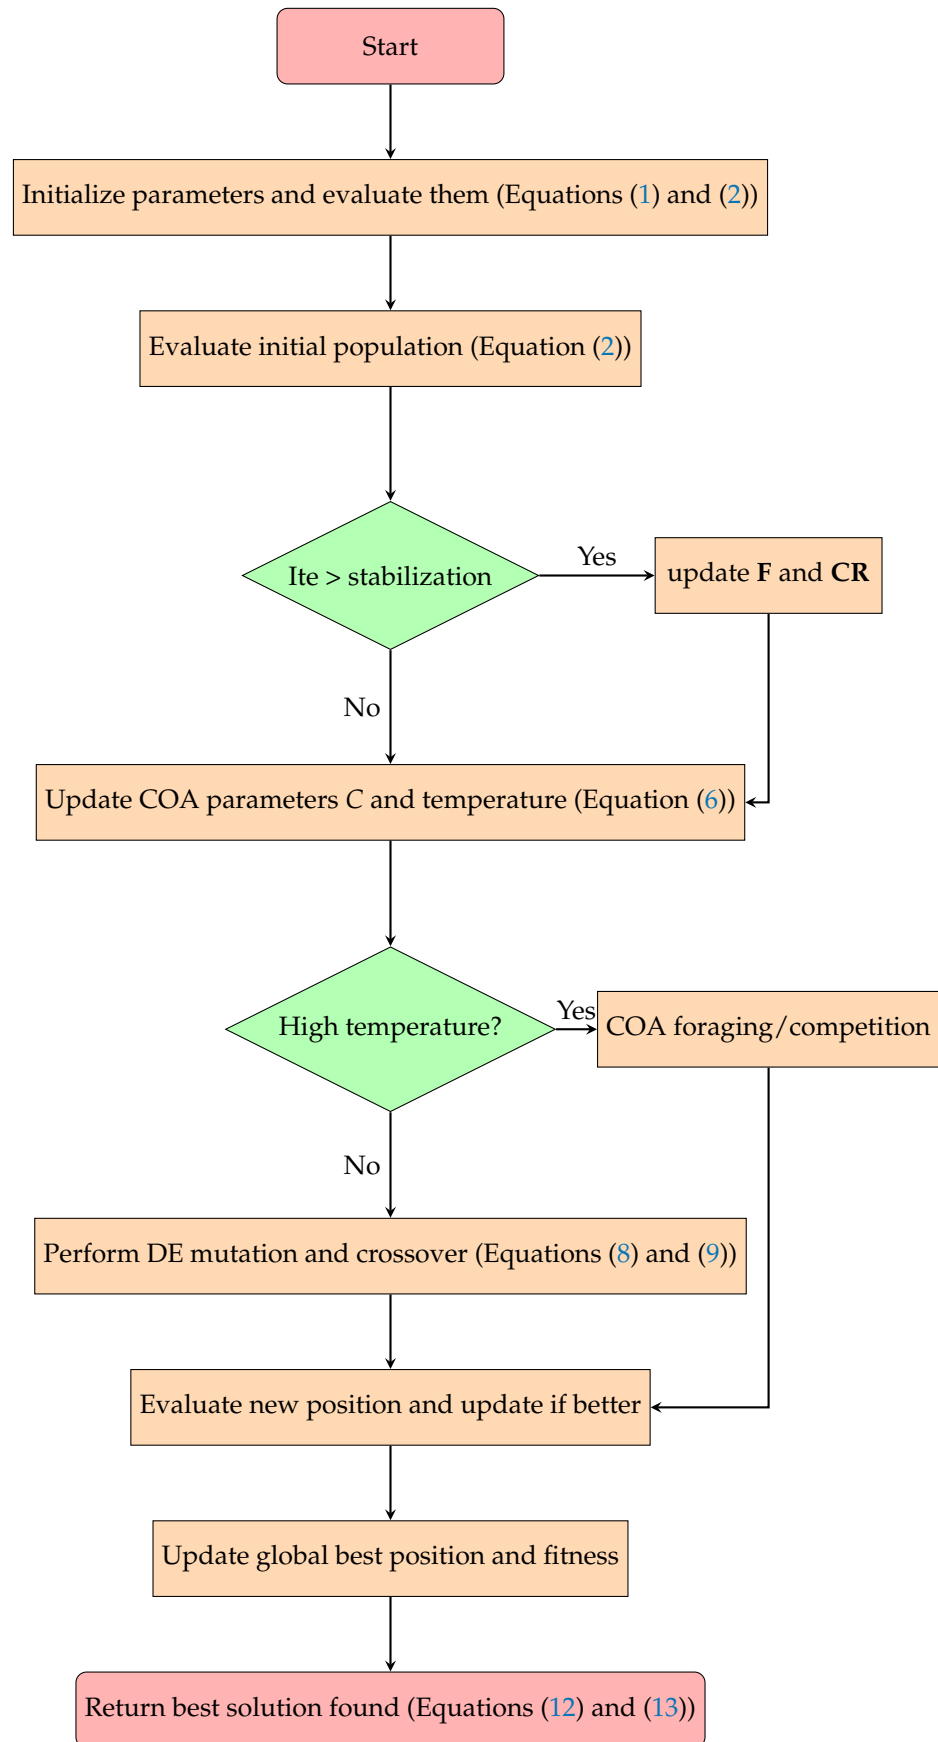 Start
Initialize parameters and evaluate them (Equations (1) and (2))
Evaluate initial population (Equation (2))
Ite > stabilization
Yes
update F and CR
No
Update COA parameters C and temperature (Equation (6))
High temperature?
Yes
COA foraging/competition
No
Perform DE mutation and crossover (Equations (8) and (9))
Evaluate new position and update if better
Update global best position and fitness
Return best solution found (Equations (12) and (13))